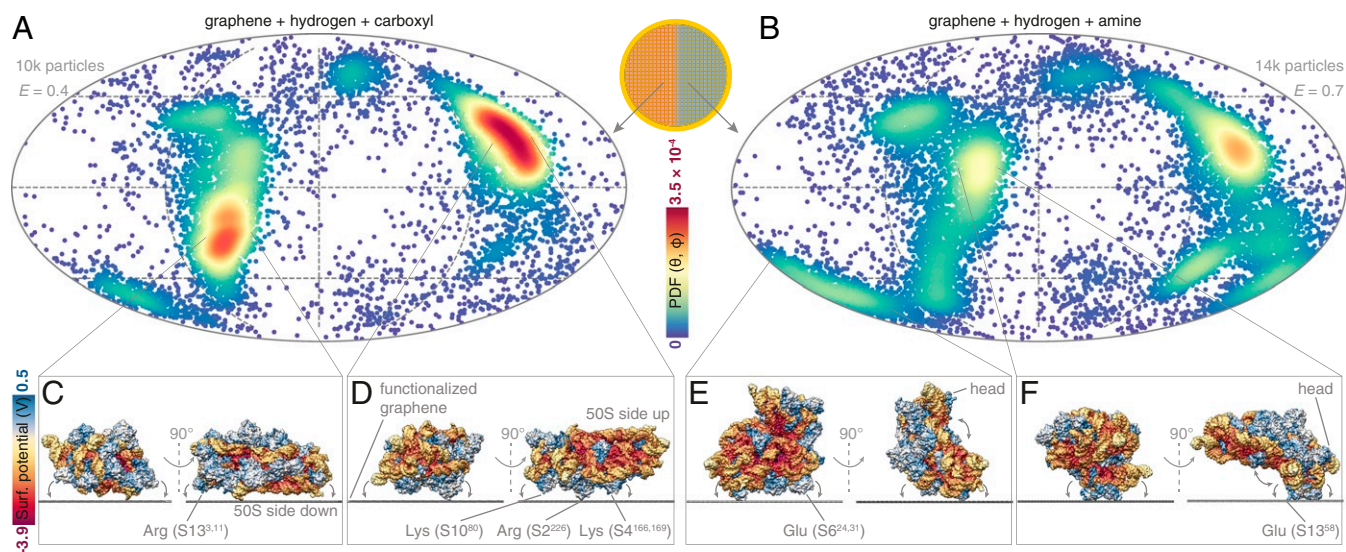 A
graphene + hydrogen + carboxyl
10k particles
E = 0.4
B
graphene + hydrogen + amine
14k particles
E = 0.7
0 PDF (θ, ϕ) 3.5 × 10⁻⁴
-3.9 Surf. potential (V) 0.5
C
90°
50S side down
Arg (S13³,¹¹)
D
functionalized
graphene
50S side up
90°
Lys (S10⁸⁰) Arg (S2²²⁶) Lys (S4¹⁶⁶,¹⁶⁹)
E
head
90°
Glu (S6²⁴,³¹)
F
head
90°
Glu (S13⁵⁸)